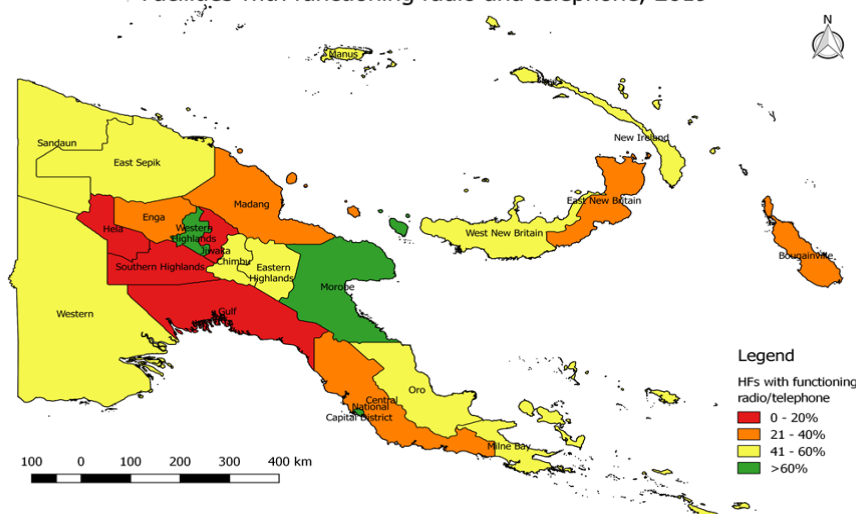 N
Manus
New Ireland
Sandaun
East Sepik
Madang
East New Britain
Enga
Western
Highlands
West New Britain
Hela
Jiwaka
Chimbu
Southern Highlands
Eastern
Highlands
Bougainville
Morobe
Western
Gulf
Oro
Central
National
Capital District
Milne Bay
Legend
HFs with functioning
radio/telephone
0 - 20%
21 - 40%
41 - 60%
>60%
100 0 100 200 300 400 km